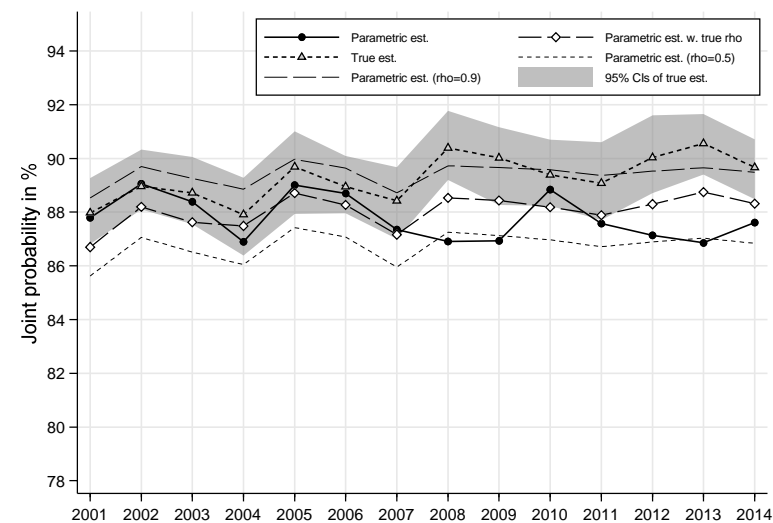 Parametric est.
Parametric est. w. true rho
True est.
Parametric est. (rho=0.5)
Parametric est. (rho=0.9)
95% CIs of true est.
Joint probability in %
94
92
90
88
86
84
82
80
78
2001 2002 2003 2004 2005 2006 2007 2008 2009 2010 2011 2012 2013 2014